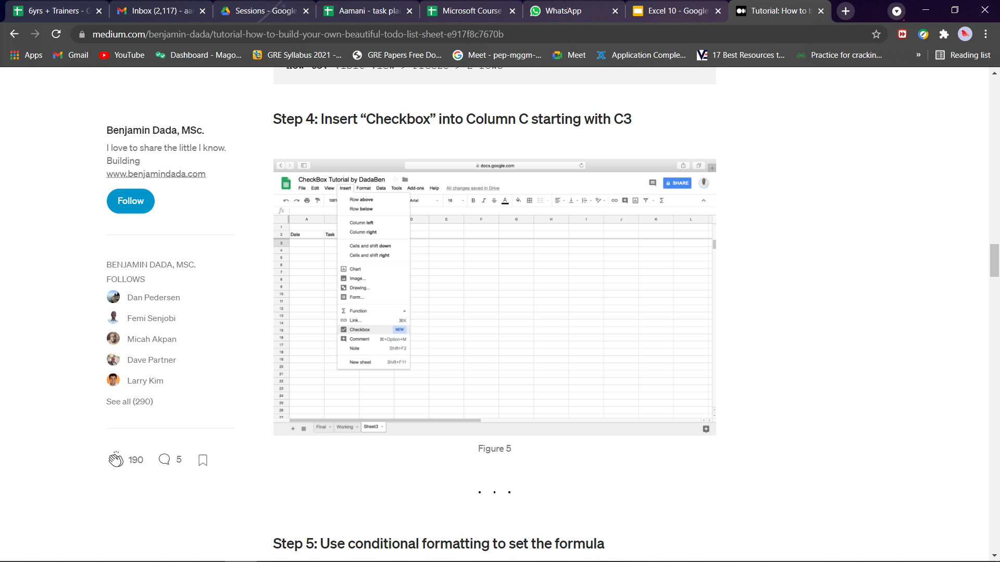 6yrs + Trainers - G
Inbox (2,117) - aar
Sessions - Google
Aamani - task plan
Microsoft Course
WhatsApp
Excel 10 - Google
Tutorial: How to b
medium.com/benjamin-dada/tutorial-how-to-build-your-own-beautiful-todo-list-sheet-e917f8c7670b
Apps
Gmail
YouTube
Dashboard - Mago...
GRE Syllabus 2021 -...
GRE Papers Free Do...
Meet - pep-mggm-...
Meet
Application Comple...
17 Best Resources t...
Practice for crackin...
»
Reading list
Step 4: Insert “Checkbox” into Column C starting with C3
Benjamin Dada, MSc.
I love to share the little I know.
Building
www.benjamindada.com
Follow
BENJAMIN DADA, MSC.
FOLLOWS
Dan Pedersen
Femi Senjobi
Micah Akpan
Dave Partner
Larry Kim
See all (290)
190
5
docs.google.com
CheckBox Tutorial by DadaBen
File Edit View Insert Format Data Tools Add-ons Help All changes saved in Drive
SHARE
100% Arial 10 B I S A
fx
A D E F G H I J K L
1
2 Date Task
3
4
5
6
7
8
9
10
11
12
13
14
15
16
17
18
19
20
21
22
23
24
25
26
27
Row above
Row below
Column left
Column right
Cells and shift down
Cells and shift right
Chart
Image...
Drawing...
Form...
Function
Link... ⌘K
Checkbox NEW
Comment ⌘+Option+M
Note Shift+F2
New sheet Shift+F11
Final Working Sheet3
Figure 5
. . .
Step 5: Use conditional formatting to set the formula